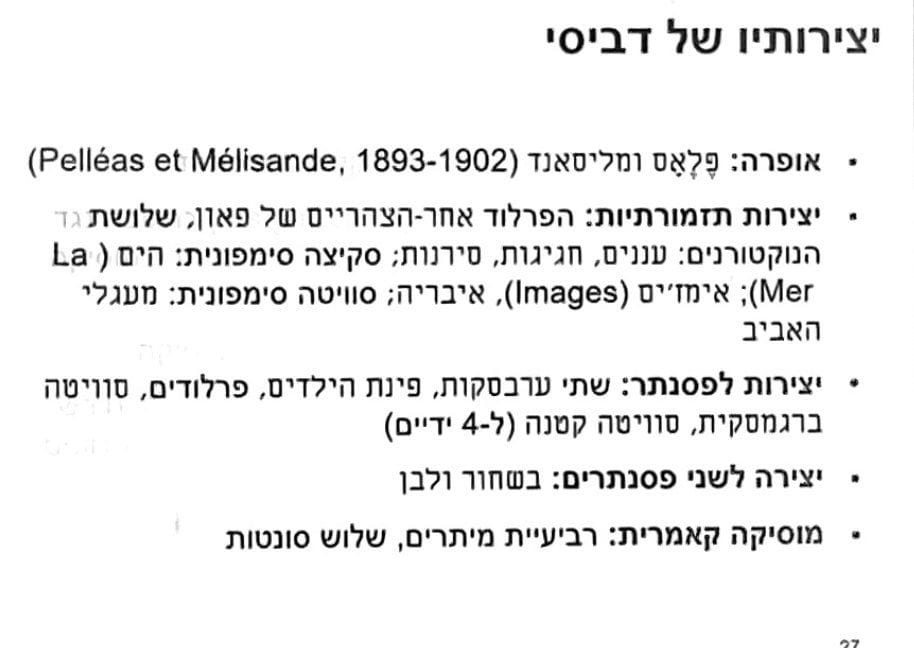 יצירותיו של דביסי
• אופרה: פֶּלֶאָס ומליסאנד (Pelléas et Mélisande, 1893-1902)
• יצירות תזמורתיות: הפרלוד אחר-הצהריים של פאון, שלושת
הנוקטורנים: עננים, חגיגות, סירנות; סקיצה סימפונית: הים (La
Mer); אימז'ים (Images), איבריה; סוויטה סימפונית: מעגלי
האביב
• יצירות לפסנתר: שתי ערבסקות, פינת הילדים, פרלודים, סוויטה
ברגמסקית, סוויטה קטנה (ל-4 ידיים)
• יצירה לשני פסנתרים: בשחור ולבן
• מוסיקה קאמרית: רביעיית מיתרים, שלוש סונטות
27